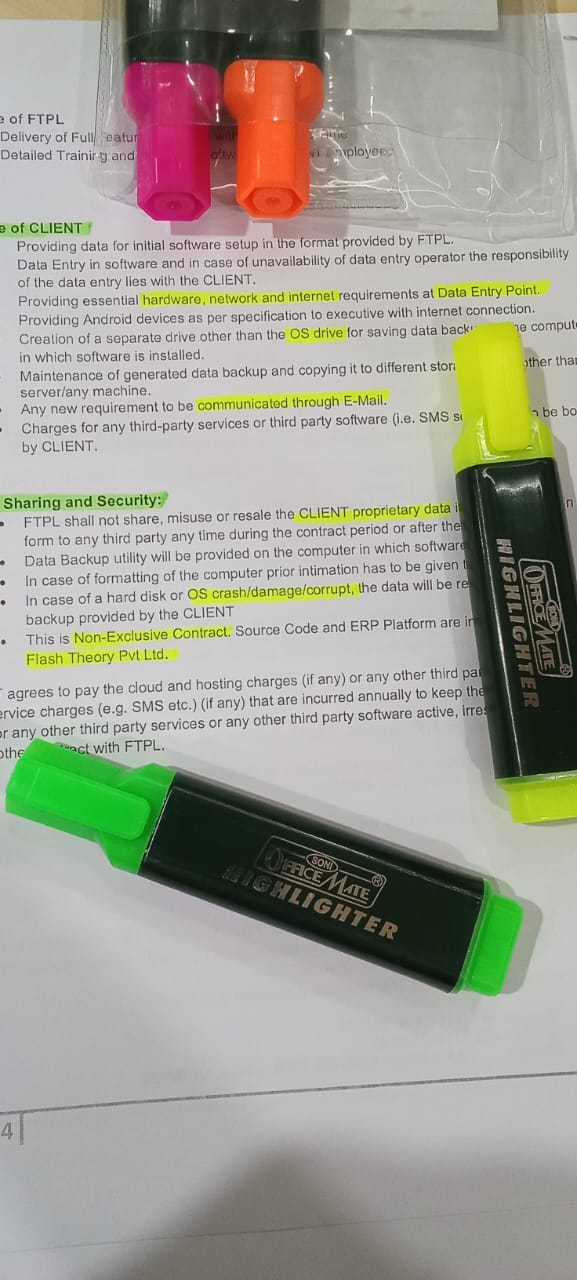 e of FTPL
Delivery of Full
Detailed Training and
e of CLIENT
Providing data for initial software setup in the format provided by FTPL.
Data Entry in software and in case of unavailability of data entry operator the responsibility
of the data entry lies with the CLIENT.
Providing essential hardware, network and internet requirements at Data Entry Point.
Providing Android devices as per specification to executive with internet connection.
Creation of a separate drive other than the OS drive for saving data
in which software is installed.
Maintenance of generated data backup and copying it to different
server/any machine.
Any new requirement to be communicated through E-Mail.
Charges for any third-party services or third party software (i.e. SMS be
by CLIENT.
Sharing and Security:
FTPL shall not share, misuse or resale the CLIENT proprietary data
form to any third party any time during the contract period or after the
Data Backup utility will be provided on the computer in which software
In case of formatting of the computer prior intimation has to be given
In case of a hard disk or OS crash/damage/corrupt, the data will be re
backup provided by the CLIENT
This is Non-Exclusive Contract. Source Code and ERP Platform are
Flash Theory Pvt Ltd.
agrees to pay the cloud and hosting charges (if any) or any other third
ervice charges (e.g. SMS etc.) (if any) that are incurred annually to keep the
or any other third party services or any other third party software active,
with FTPL.
SONI
OFFICE MATE ®
HIGHLIGHTER
SONI
OFFICE MATE ®
HIGHLIGHTER
4